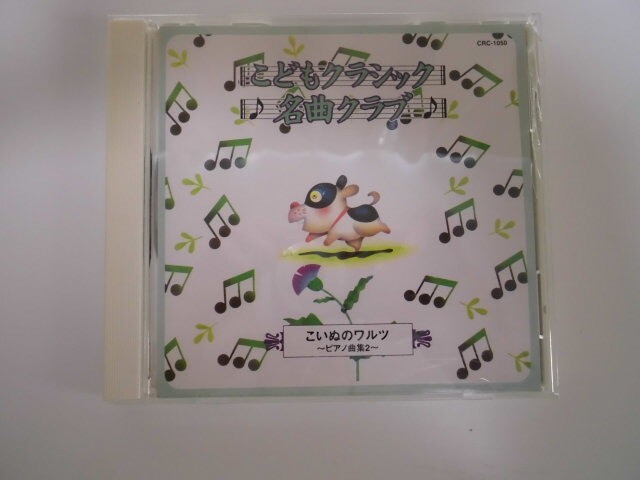 CRC-1050
こどもクラシック
名曲クラブ
こいぬのワルツ
～ピアノ曲集2～